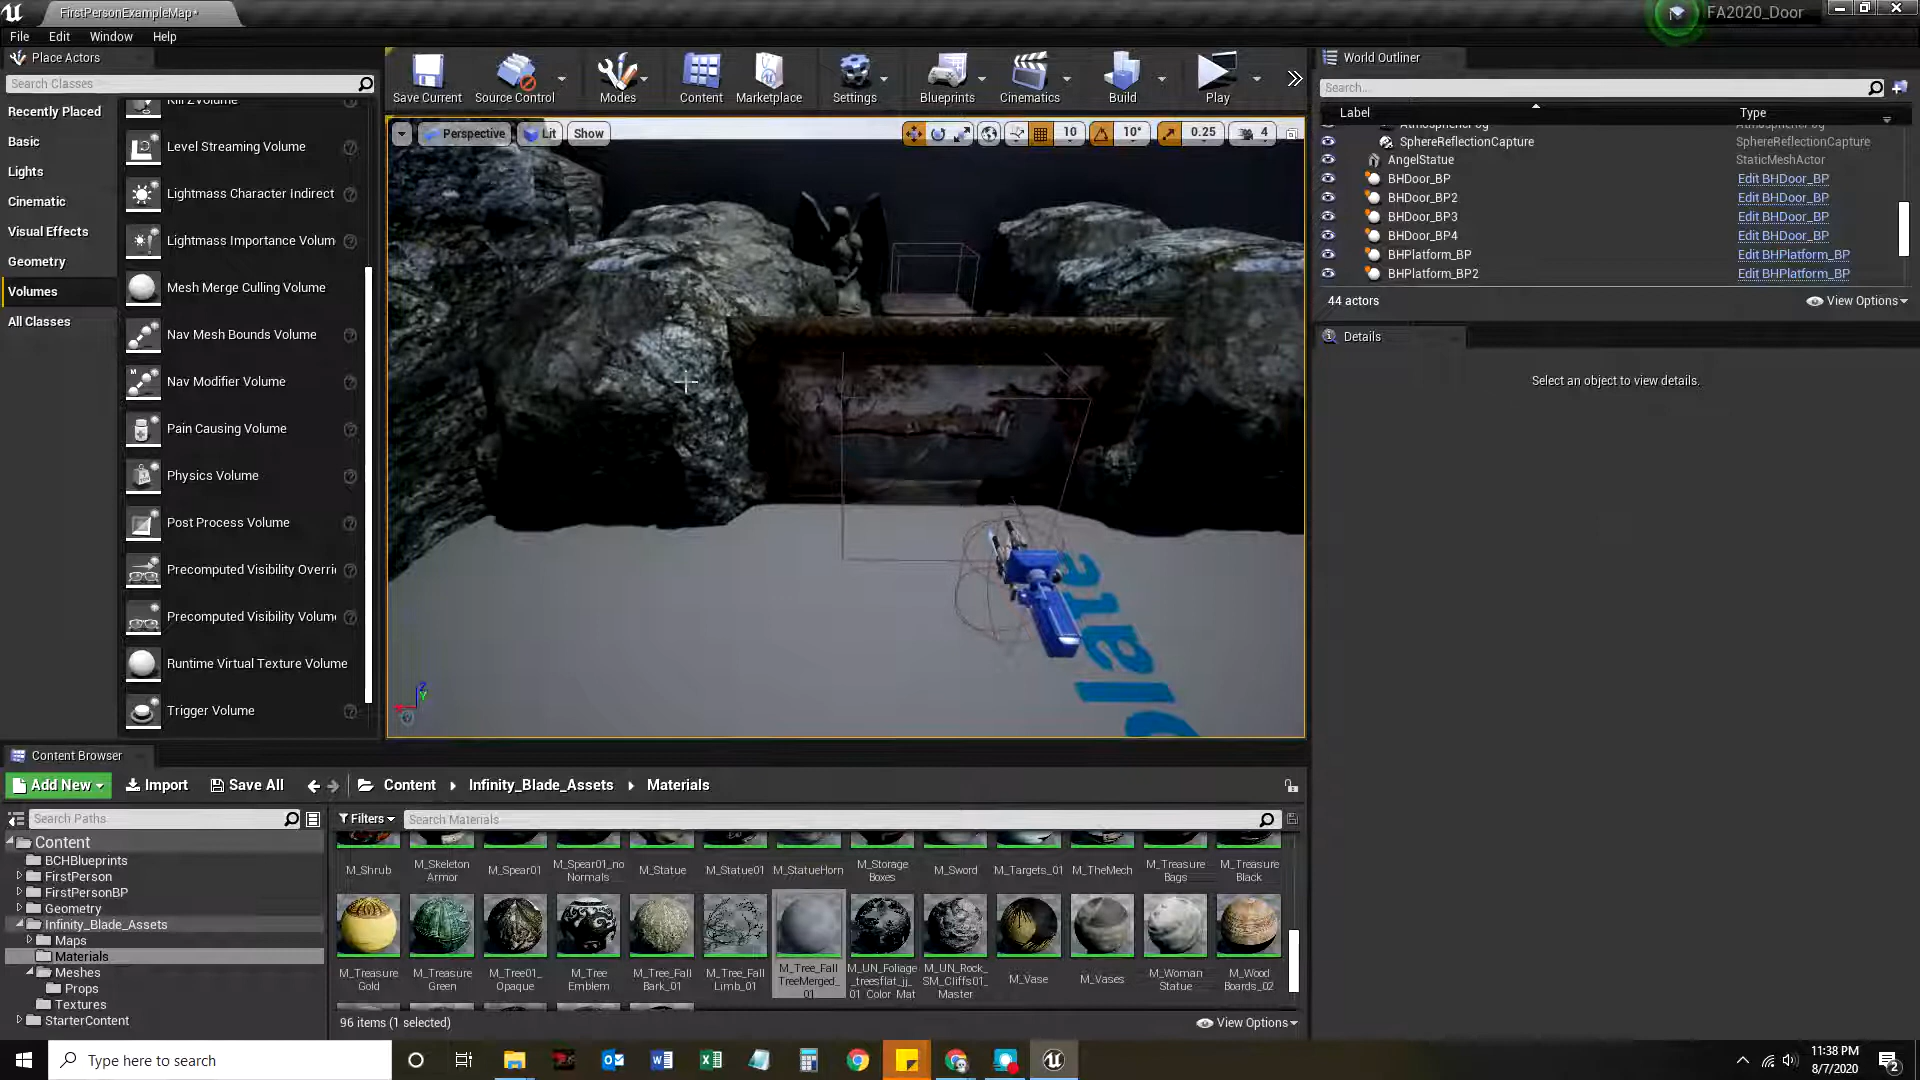 FirstPersonExampleMap*
FA2020_Door
File
Edit
Window
Help
Place Actors
Search Classes
Recently Placed
Basic
Lights
Cinematic
Visual Effects
Geometry
Volumes
All Classes
Kill ZVolume
Level Streaming Volume
Lightmass Character Indirect
Lightmass Importance Volum
Mesh Merge Culling Volume
Nav Mesh Bounds Volume
Nav Modifier Volume
Pain Causing Volume
Physics Volume
Post Process Volume
Precomputed Visibility Overri
Precomputed Visibility Volum
Runtime Virtual Texture Volume
Trigger Volume
Save Current
Source Control
Modes
Content
Marketplace
Settings
Blueprints
Cinematics
Build
Play
Perspective
Lit
Show
10
10°
0.25
4
World Outliner
Search...
Label
Type
AtmosphericFog
AtmosphericFog
SphereReflectionCapture
SphereReflectionCapture
AngelStatue
StaticMeshActor
BHDoor_BP
Edit BHDoor_BP
BHDoor_BP2
Edit BHDoor_BP
BHDoor_BP3
Edit BHDoor_BP
BHDoor_BP4
Edit BHDoor_BP
BHPlatform_BP
Edit BHPlatform_BP
BHPlatform_BP2
Edit BHPlatform_BP
44 actors
View Options
Details
Select an object to view details.
Content Browser
Add New
Import
Save All
Content
Infinity_Blade_Assets
Materials
Search Paths
Filters
Search Materials
Content
BCHBlueprints
FirstPerson
FirstPersonBP
Geometry
Infinity_Blade_Assets
Maps
Materials
Meshes
Props
Textures
StarterContent
M_Shrub
M_Skeleton
Armor
M_Spear01
M_Spear01_no
Normals
M_Statue
M_Statue01
M_StatueHorn
M_Storage
Boxes
M_Sword
M_Targets_01
M_TheMech
M_Treasure
Bags
M_Treasure
Black
M_Treasure
Gold
M_Treasure
Green
M_Tree01_
Opaque
M_Tree
Emblem
M_Tree_Fall
Bark_01
M_Tree_Fall
Limb_01
M_Tree_Fall
TreeMerged_
01
M_UN_Foliage
_treesflat_jj_
01_Color_Mat
M_UN_Rock_
SM_Cliffs01_
Master
M_Vase
M_Vases
M_Woman
Statue
M_Wood
Boards_02
96 items (1 selected)
View Options
Type here to search
11:38 PM
8/7/2020
2